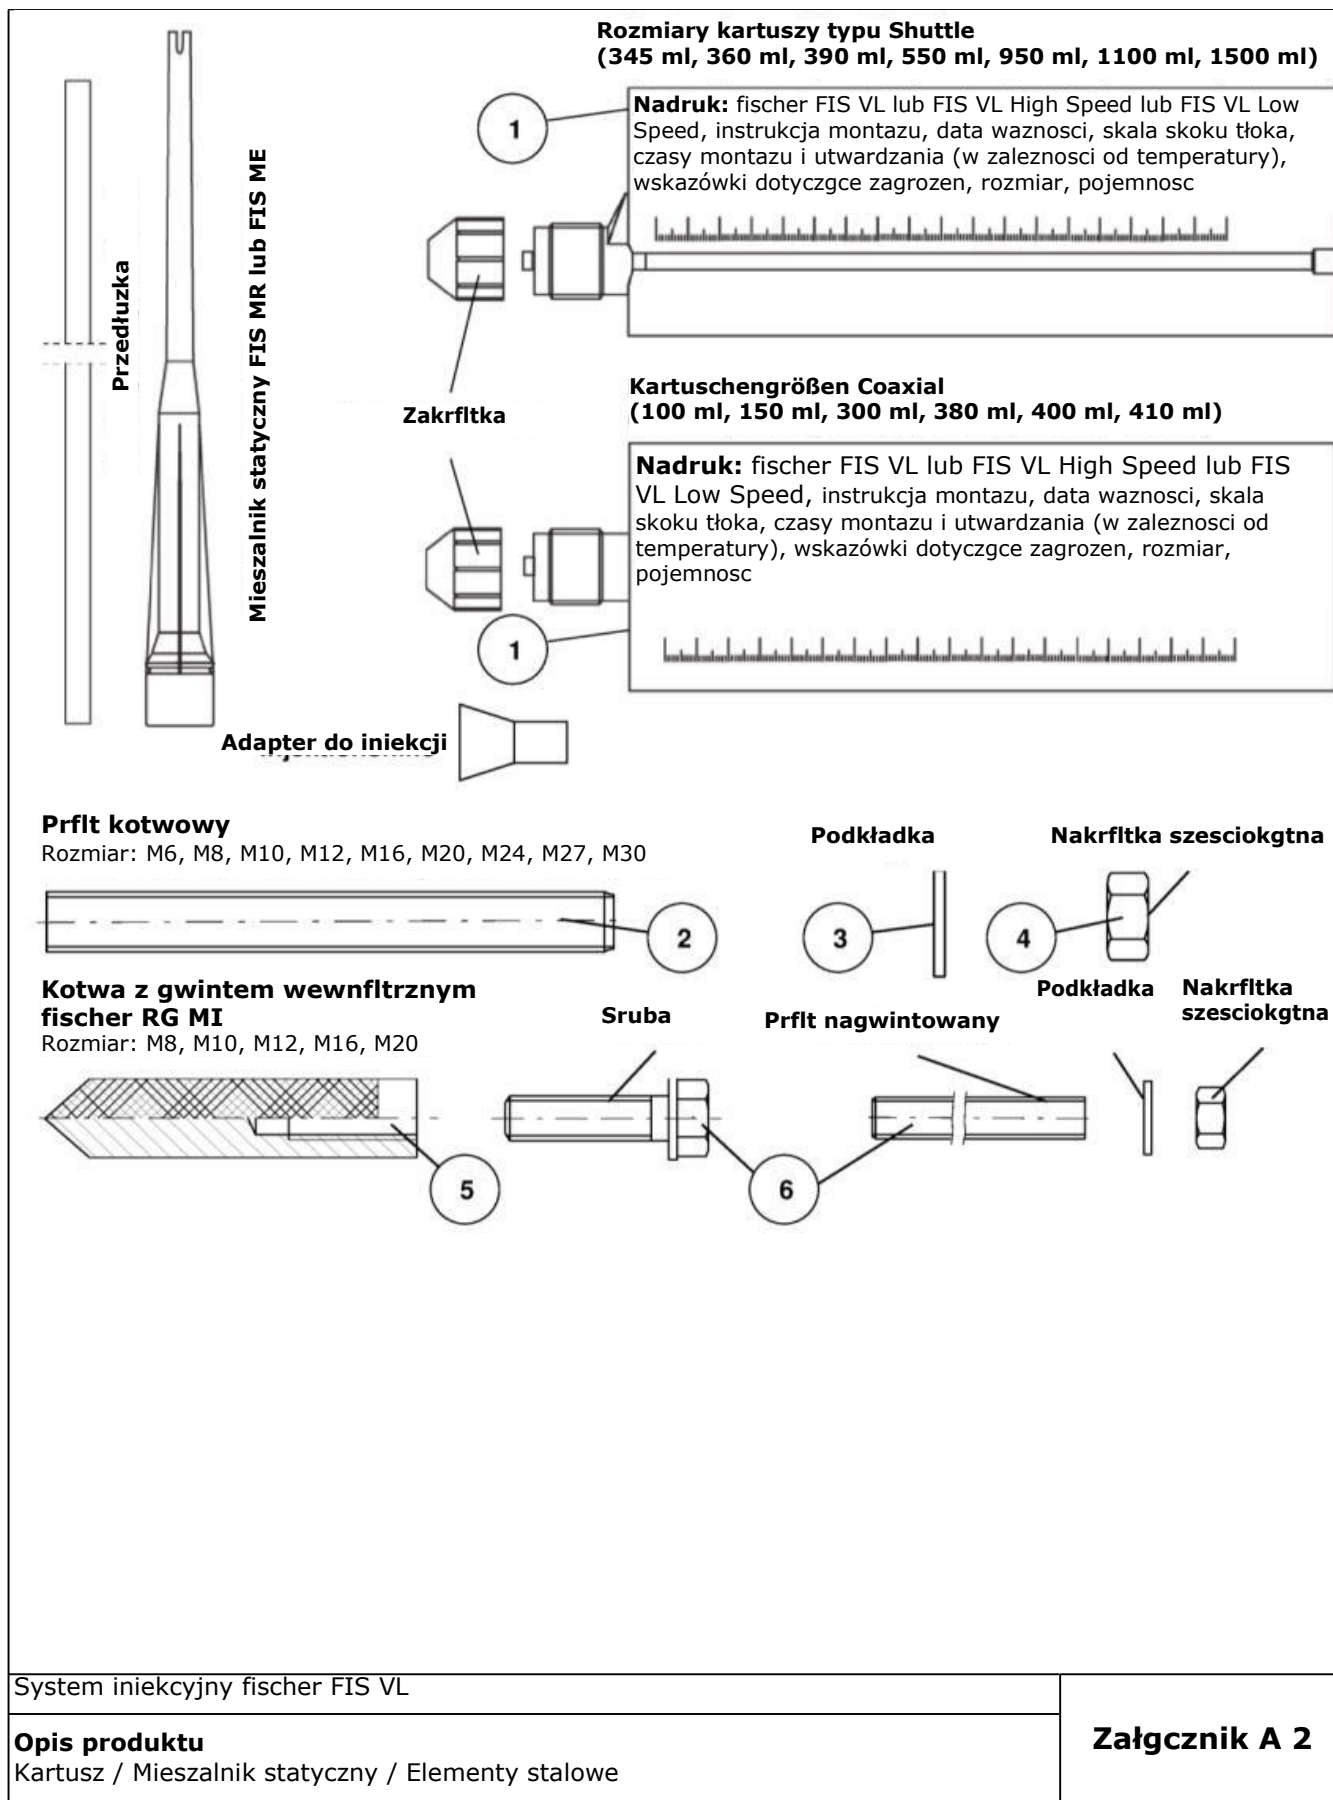 Rozmiary kartuszy typu Shuttle
(345 ml, 360 ml, 390 ml, 550 ml, 950 ml, 1100 ml, 1500 ml)
1
Nadruk: fischer FIS VL lub FIS VL High Speed lub FIS VL Low
Speed, instrukcja montazu, data waznosci, skala skoku tłoka,
czasy montazu i utwardzania (w zaleznosci od temperatury),
wskazówki dotyczgce zagrozen, rozmiar, pojemnosc
Przedłuzka
Mieszalnik statyczny FIS MR lub FIS ME
Zakrfltka
Kartuschengrößen Coaxial
(100 ml, 150 ml, 300 ml, 380 ml, 400 ml, 410 ml)
Nadruk: fischer FIS VL lub FIS VL High Speed lub FIS
VL Low Speed, instrukcja montazu, data waznosci, skala
skoku tłoka, czasy montazu i utwardzania (w zaleznosci od
temperatury), wskazówki dotyczgce zagrozen, rozmiar,
pojemnosc
1
Adapter do iniekcji
Prflt kotwowy
Rozmiar: M6, M8, M10, M12, M16, M20, M24, M27, M30
Podkładka
Nakrfltka szesciokgtna
2
3
4
Kotwa z gwintem wewnfltrznym
fischer RG MI
Rozmiar: M8, M10, M12, M16, M20
Sruba
Prflt nagwintowany
Podkładka
Nakrfltka
szesciokgtna
5
6
System iniekcyjny fischer FIS VL
Opis produktu
Kartusz / Mieszalnik statyczny / Elementy stalowe
Załgcznik A 2